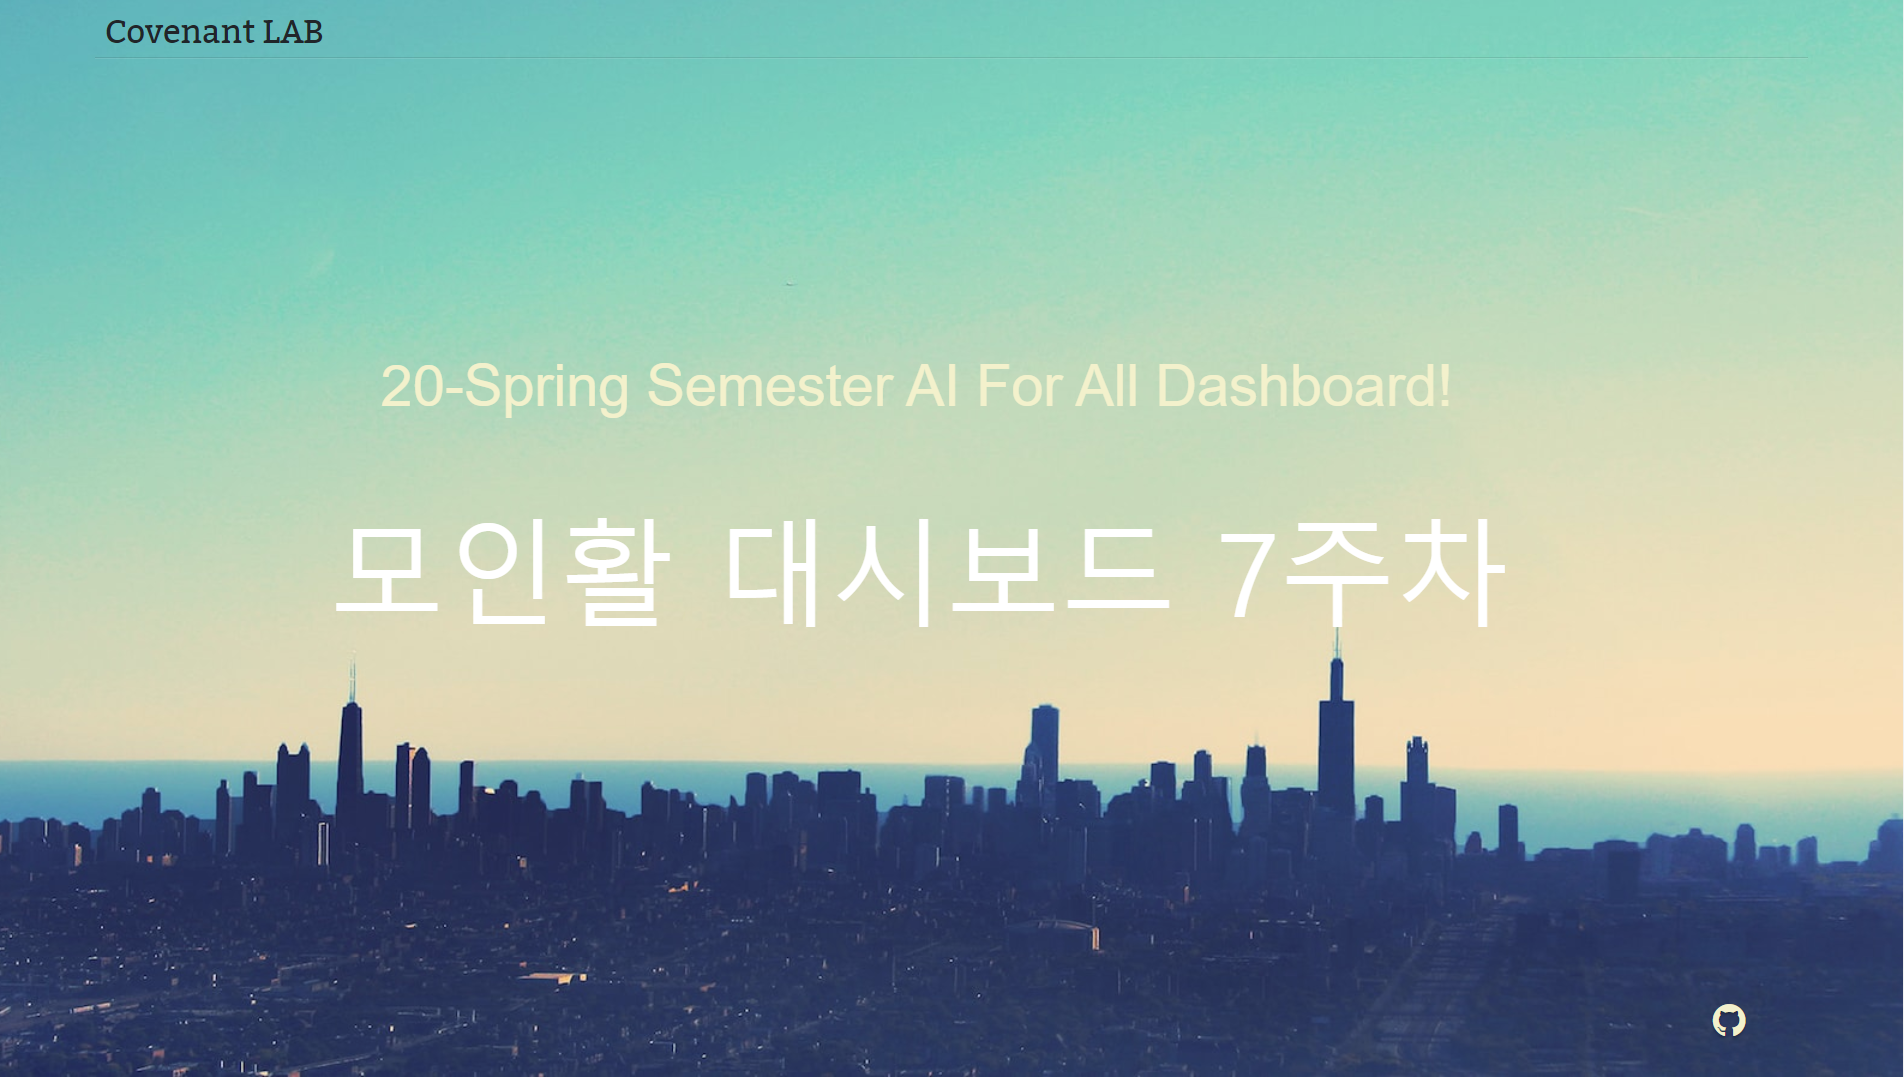 Covenant LAB
20-Spring Semester AI For All Dashboard!
모인활 대시보드 7주차